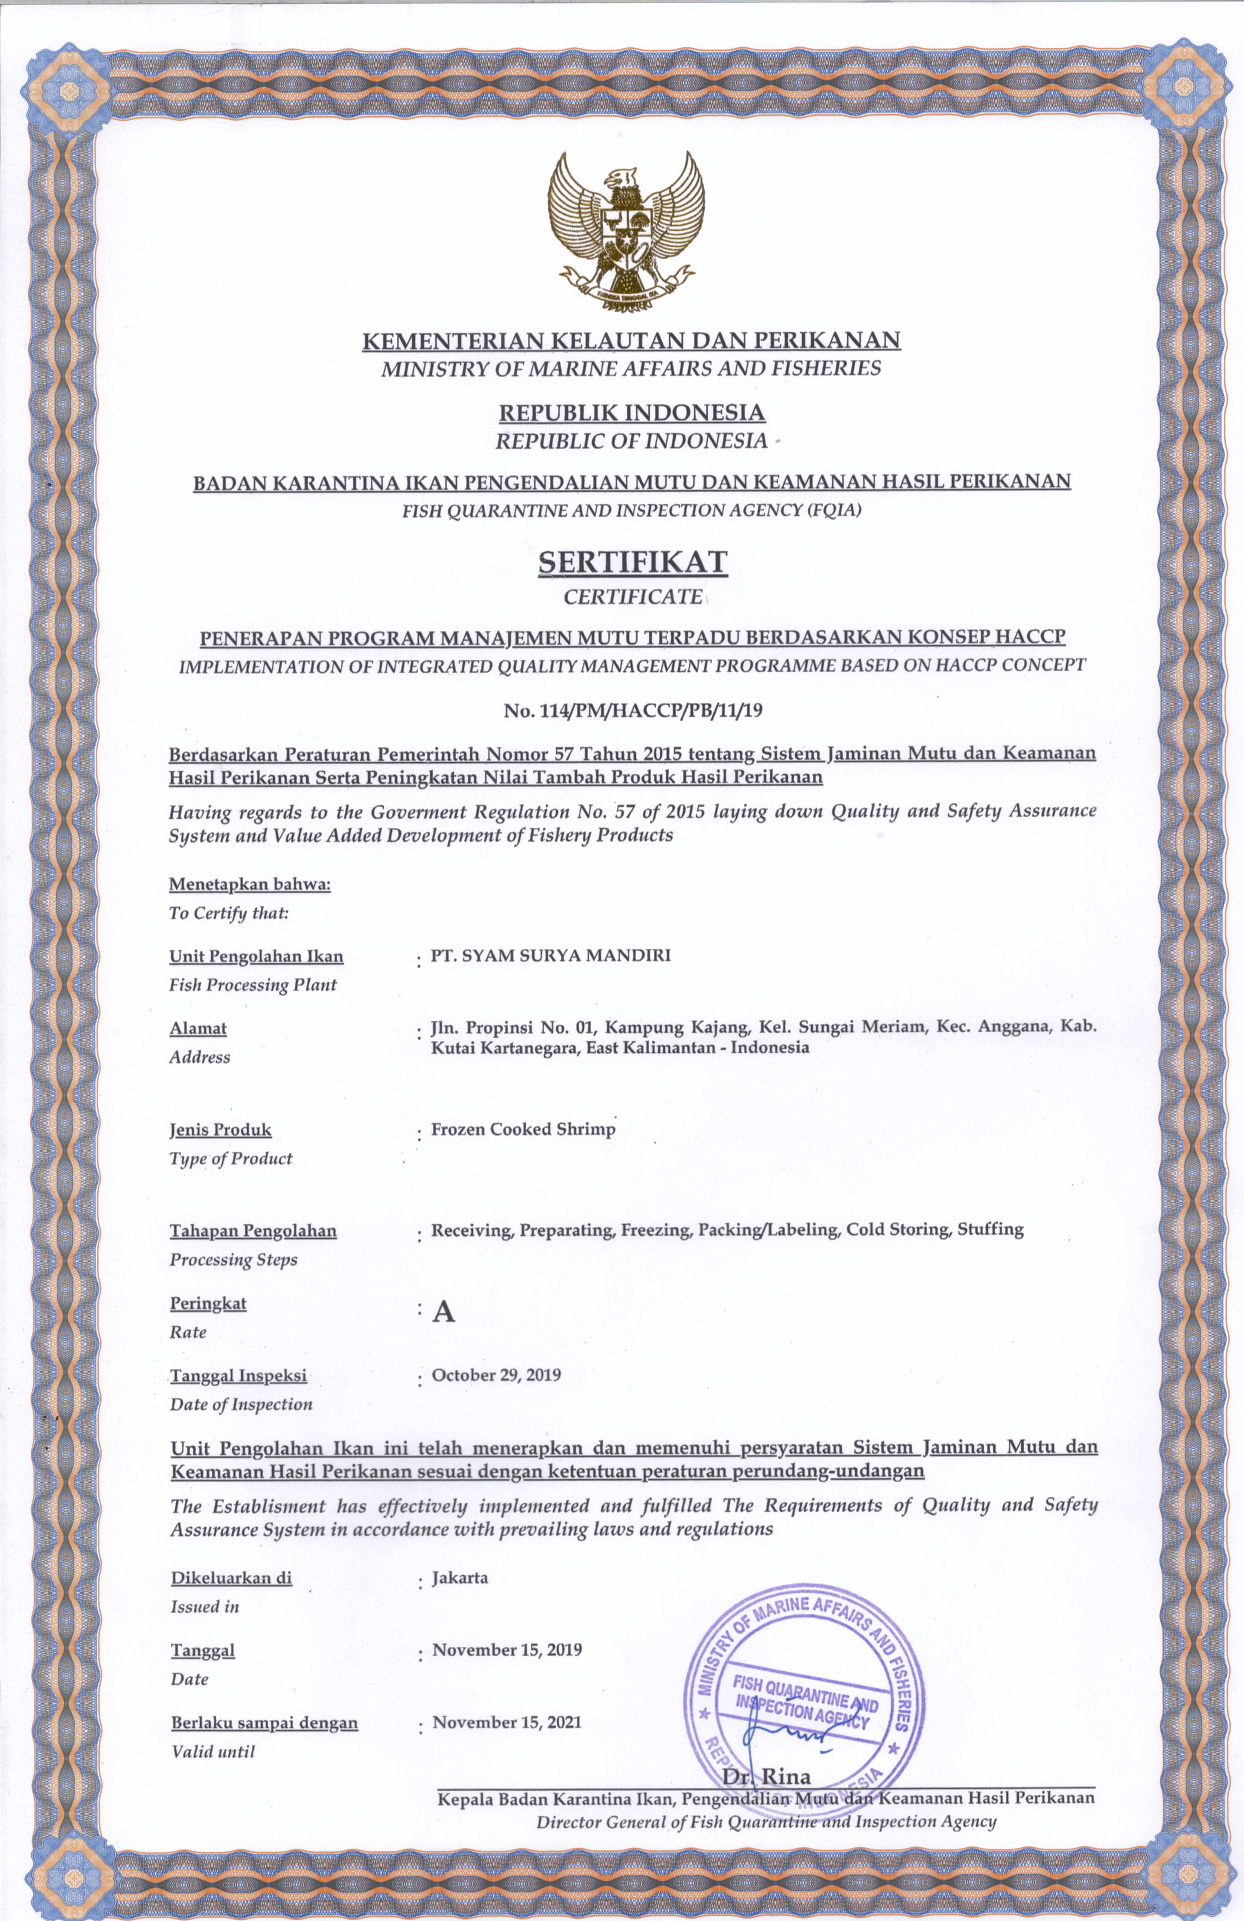 BHINNEKA TUNGGAL IKA
KEMENTERIAN KELAUTAN DAN PERIKANAN
MINISTRY OF MARINE AFFAIRS AND FISHERIES
REPUBLIK INDONESIA
REPUBLIC OF INDONESIA
BADAN KARANTINA IKAN PENGENDALIAN MUTU DAN KEAMANAN HASIL PERIKANAN
FISH QUARANTINE AND INSPECTION AGENCY (FQIA)
SERTIFIKAT
CERTIFICATE
PENERAPAN PROGRAM MANAJEMEN MUTU TERPADU BERDASARKAN KONSEP HACCP
IMPLEMENTATION OF INTEGRATED QUALITY MANAGEMENT PROGRAMME BASED ON HACCP CONCEPT
No. 114/PM/HACCP/PB/11/19
Berdasarkan Peraturan Pemerintah Nomor 57 Tahun 2015 tentang Sistem Jaminan Mutu dan Keamanan
Hasil Perikanan Serta Peningkatan Nilai Tambah Produk Hasil Perikanan
Having regards to the Goverment Regulation No. 57 of 2015 laying down Quality and Safety Assurance
System and Value Added Development of Fishery Products
Menetapkan bahwa:
To Certify that:
Unit Pengolahan Ikan : PT. SYAM SURYA MANDIRI
Fish Processing Plant
Alamat : Jln. Propinsi No. 01, Kampung Kajang, Kel. Sungai Meriam, Kec. Anggana, Kab.
Kutai Kartanegara, East Kalimantan - Indonesia
Address
Jenis Produk : Frozen Cooked Shrimp
Type of Product
Tahapan Pengolahan : Receiving, Preparating, Freezing, Packing/Labeling, Cold Storing, Stuffing
Processing Steps
Peringkat : A
Rate
Tanggal Inspeksi : October 29, 2019
Date of Inspection
Unit Pengolahan Ikan ini telah menerapkan dan memenuhi persyaratan Sistem Jaminan Mutu dan
Keamanan Hasil Perikanan sesuai dengan ketentuan peraturan perundang-undangan
The Establisment has effectively implemented and fulfilled The Requirements of Quality and Safety
Assurance System in accordance with prevailing laws and regulations
Dikeluarkan di : Jakarta
Issued in
Tanggal : November 15, 2019
Date
Berlaku sampai dengan : November 15, 2021
Valid until
MINISTRY OF MARINE AFFAIRS AND FISHERIES
FISH QUARANTINE AND
INSPECTION AGENCY
REPUBLIC OF INDONESIA
Dr. Rina
Kepala Badan Karantina Ikan, Pengendalian Mutu dan Keamanan Hasil Perikanan
Director General of Fish Quarantine and Inspection Agency